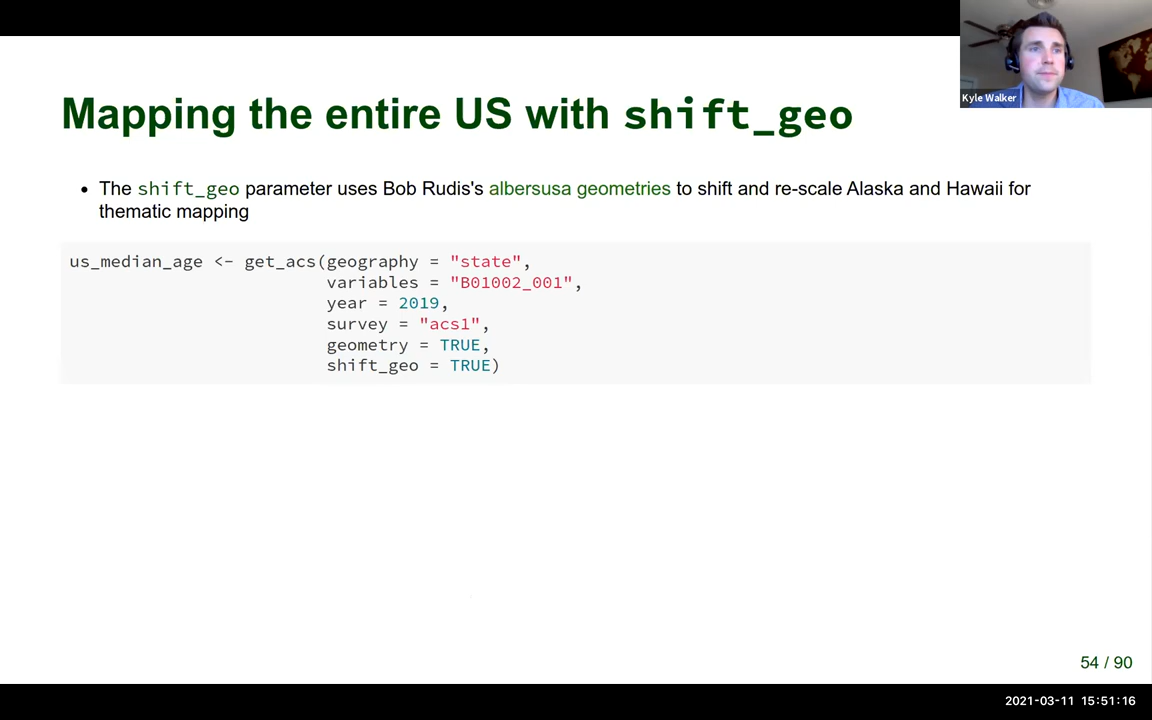 Kyle Walker
Mapping the entire US with shift_geo
• The shift_geo parameter uses Bob Rudis's albersusa geometries to shift and re-scale Alaska and Hawaii for
thematic mapping
us_median_age <- get_acs(geography = "state",
variables = "B01002_001",
year = 2019,
survey = "acs1",
geometry = TRUE,
shift_geo = TRUE)
54 / 90
2021-03-11 15:51:16